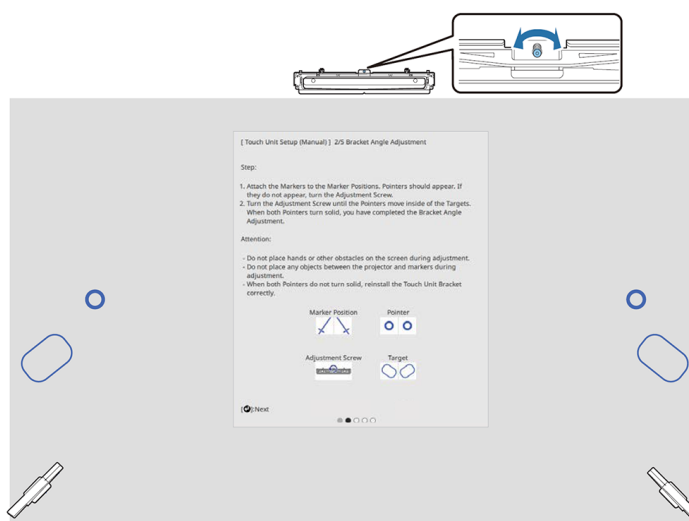 [ Touch Unit Setup (Manual) ]  2/5 Bracket Angle Adjustment
Step:
1. Attach the Markers to the Marker Positions. Pointers should appear. If
they do not appear, turn the Adjustment Screw.
2. Turn the Adjustment Screw until the Pointers move inside of the Targets.
When both Pointers turn solid, you have completed the Bracket Angle
Adjustment.
Attention:
- Do not place hands or other obstacles on the screen during adjustment.
- Do not place any objects between the projector and markers during
adjustment.
- When both Pointers do not turn solid, reinstall the Touch Unit Bracket
correctly.
Marker Position Pointer
Adjustment Screw Target
[ ]:Next